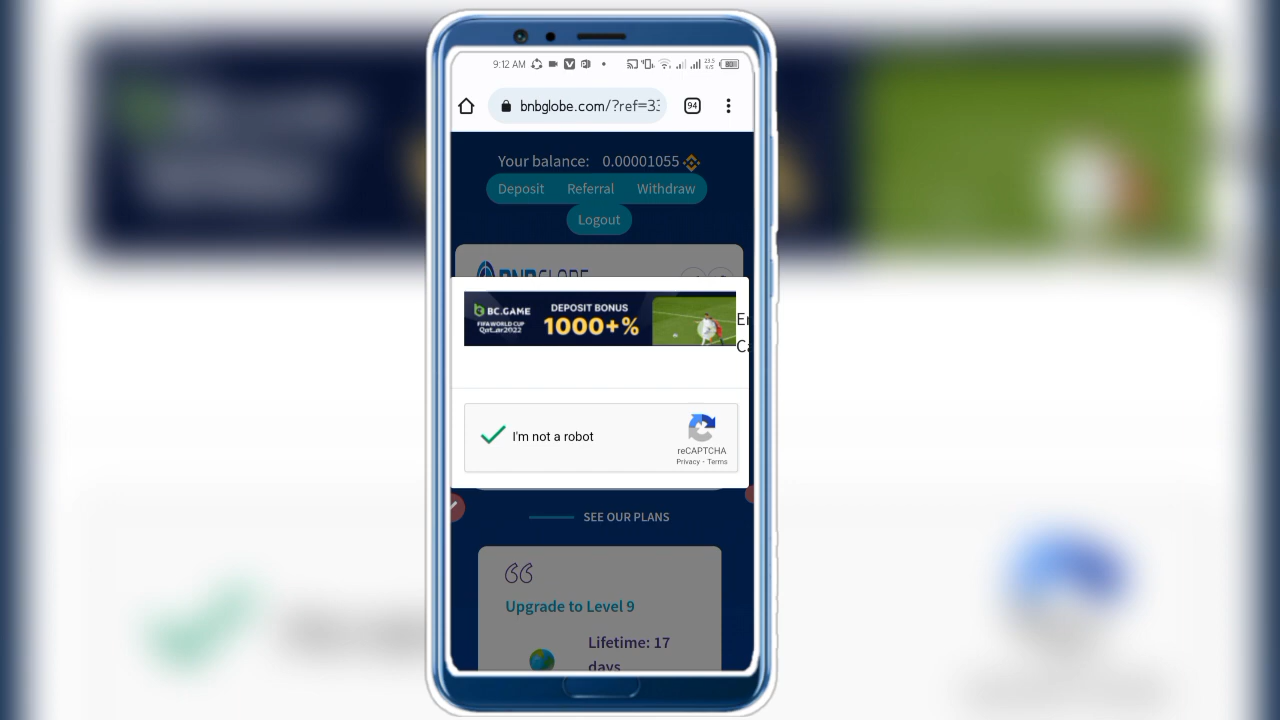 9:12 AM
94
bnbglobe.com/?ref=33
Your balance: 0.00001055
Deposit Referral Withdraw
Logout
BNBGLOBE
BC.GAME
FIFA WORLD CUP
Qatar2022
DEPOSIT BONUS
1000+%
I'm not a robot
reCAPTCHA
Privacy - Terms
SEE OUR PLANS
Upgrade to Level 9
Lifetime: 17
days